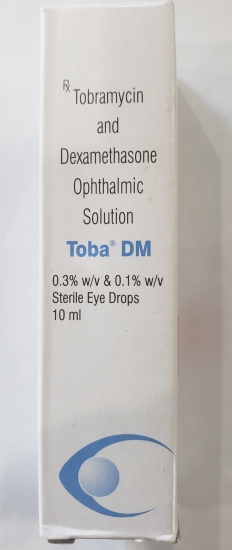 ℞ Tobramycin
and
Dexamethasone
Ophthalmic
Solution
Toba® DM
0.3% w/v & 0.1% w/v
Sterile Eye Drops
10 ml